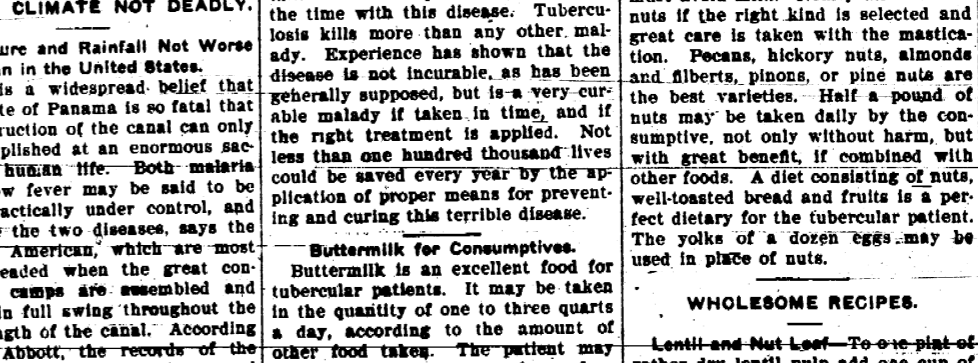 CLIMATE NOT DEADLY.
ure and Rainfall Not Worse
n in the United States.
is a widespread belief that
te of Panama is so fatal that
ruction of the canal can only
plished at an enormous sac-
human life. Both malaria
w fever may be said to be
actically under control, and
the two diseases, says the
American, which are most
eaded when the great con-
camps are assembled and
n full swing throughout the
ngth of the canal. According
Abbott, the records of the
the time with this disease. Tubercu-
losis kills more than any other mal-
ady. Experience has shown that the
disease is not incurable, as has been
generally supposed, but is a very cur-
able malady if taken in time, and if
the right treatment is applied. Not
less than one hundred thousand lives
could be saved every year by the ap-
plication of proper means for prevent-
ing and curing this terrible disease.
Buttermilk for Consumptives.
Buttermilk is an excellent food for
tubercular patients. It may be taken
in the quantity of one to three quarts
a day, according to the amount of
other food taken. The patient may
nuts if the right kind is selected and
great care is taken with the mastica-
tion. Pecans, hickory nuts, almonds
and filberts, pinons, or pine nuts are
the best varieties. Half a pound of
nuts may be taken daily by the con-
sumptive, not only without harm, but
with great benefit, if combined with
other foods. A diet consisting of nuts,
well-toasted bread and fruits is a per-
fect dietary for the tubercular patient.
The yolks of a dozen eggs may be
used in place of nuts.
WHOLESOME RECIPES.
Lentil and Nut Loaf—To one pint of